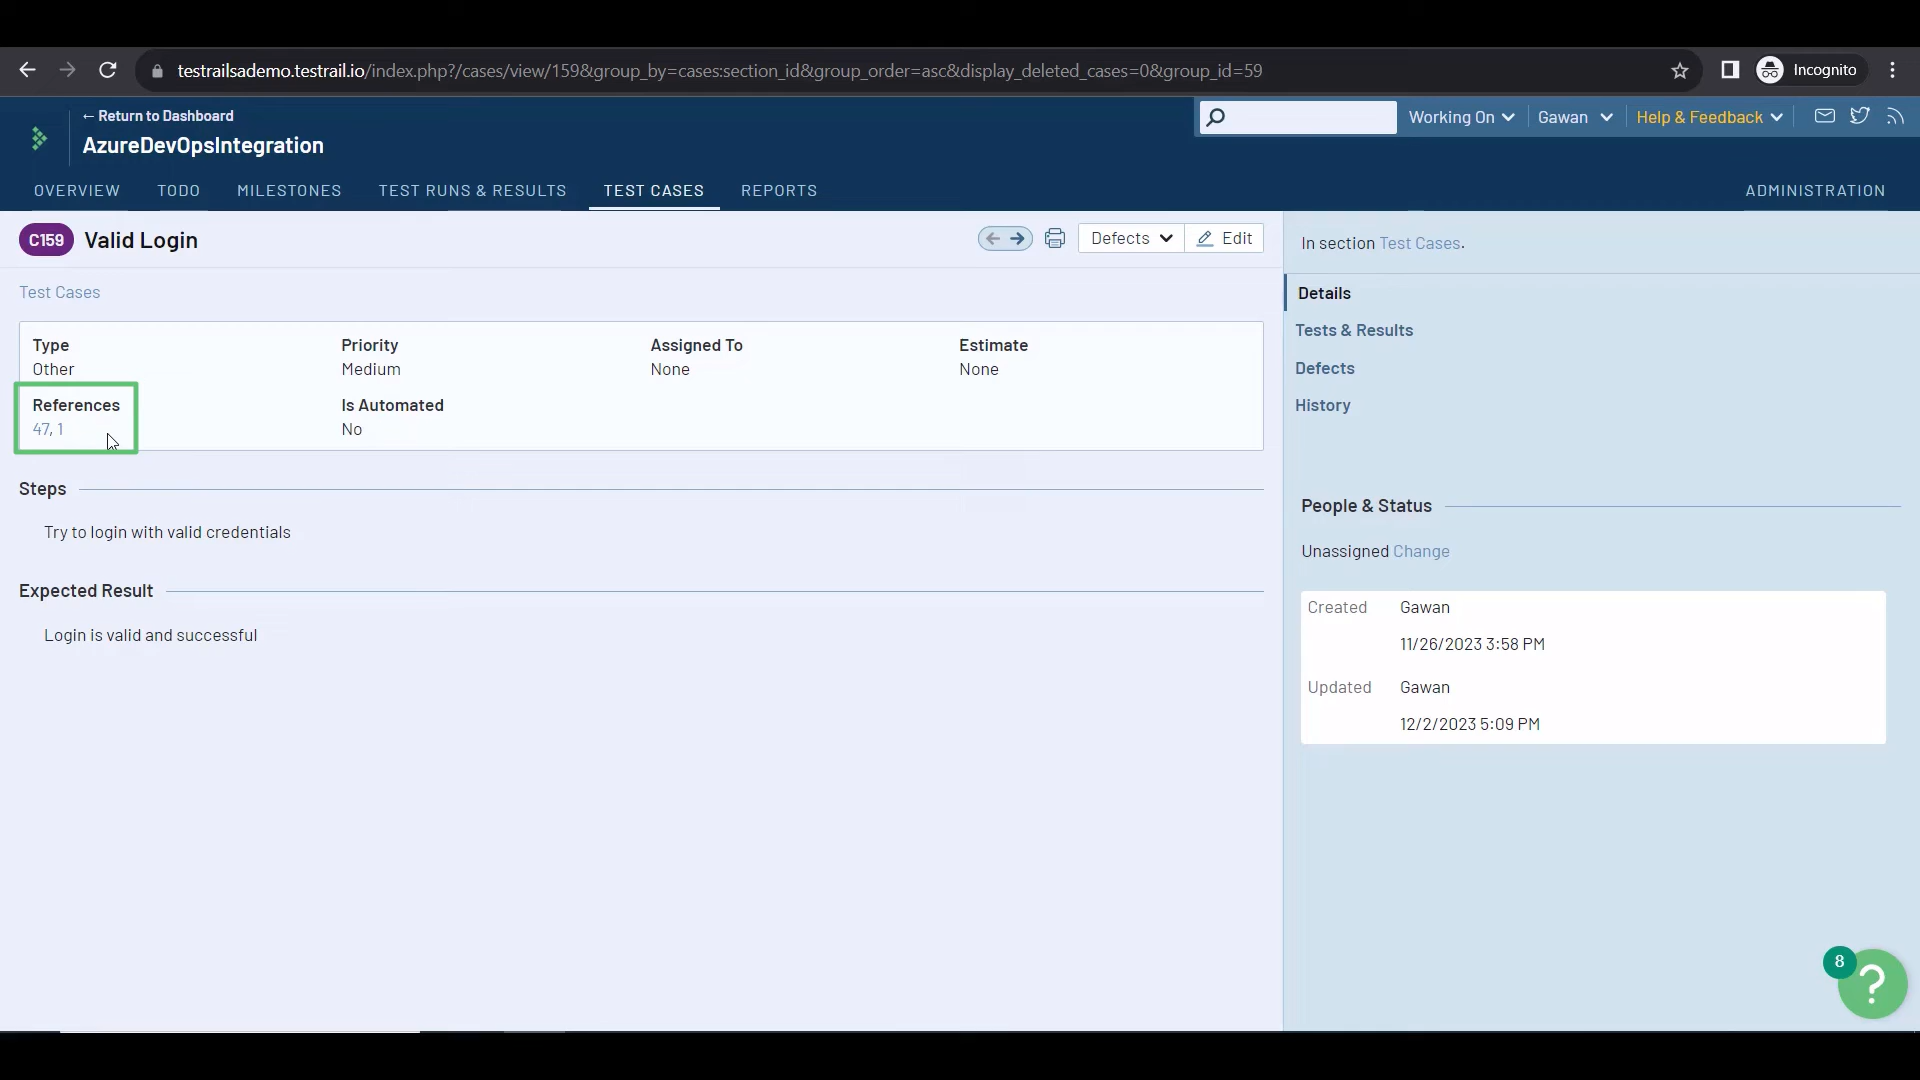 testrailsademo.testrail.io/index.php?/cases/view/159&group_by=cases:section_id&group_order=asc&display_deleted_cases=0&group_id=59
Incognito
← Return to Dashboard
AzureDevOpsIntegration
Working On
Gawan
Help & Feedback
OVERVIEW
TODO
MILESTONES
TEST RUNS & RESULTS
TEST CASES
REPORTS
ADMINISTRATION
C159
Valid Login
Defects
Edit
Test Cases
Type
Other
Priority
Medium
Assigned To
None
Estimate
None
References
47, 1
Is Automated
No
Steps
Try to login with valid credentials
Expected Result
Login is valid and successful
In section Test Cases.
Details
Tests & Results
Defects
History
People & Status
Unassigned Change
Created Gawan
11/26/2023 3:58 PM
Updated Gawan
12/2/2023 5:09 PM
8
?